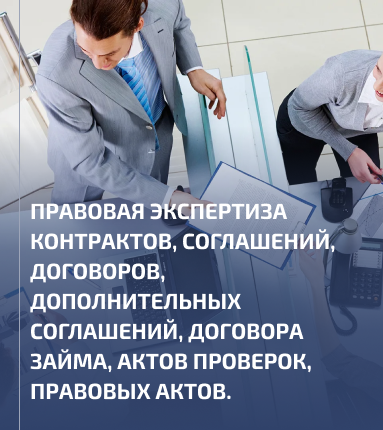 ПРАВОВАЯ ЭКСПЕРТИЗА
КОНТРАКТОВ, СОГЛАШЕНИЙ,
ДОГОВОРОВ,
ДОПОЛНИТЕЛЬНЫХ
СОГЛАШЕНИЙ, ДОГОВОРА
ЗАЙМА, АКТОВ ПРОВЕРОК,
ПРАВОВЫХ АКТОВ.